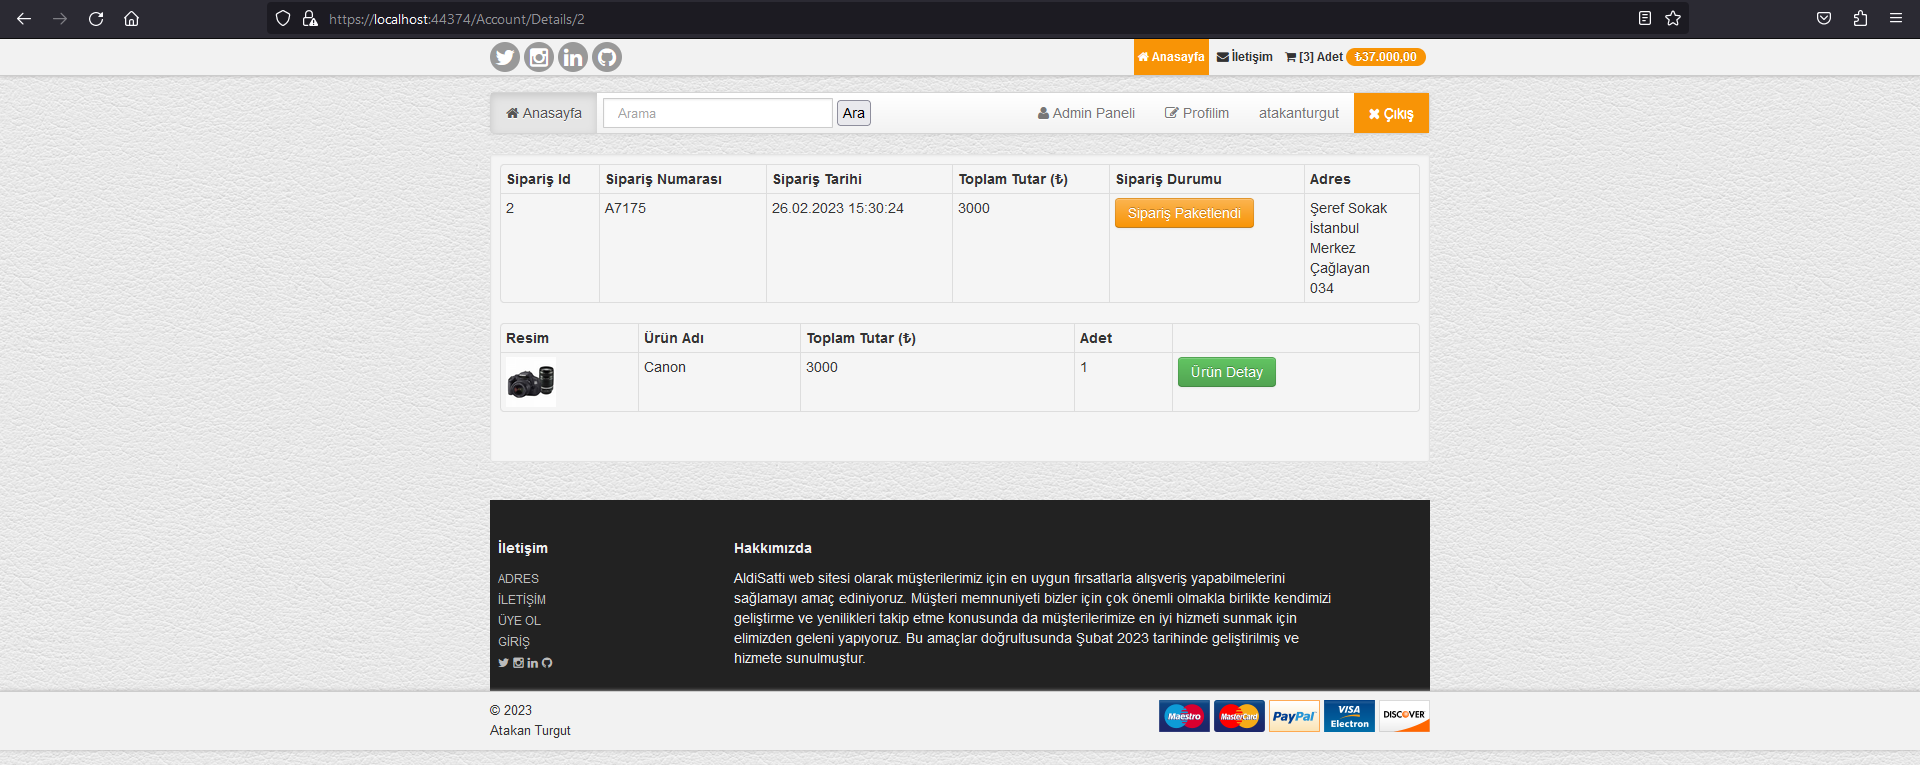 https://localhost:44374/Account/Details/2
Anasayfa İletişim [3] Adet ₺37.000,00
Anasayfa Arama Ara Admin Paneli Profilim atakanturgut Çıkış
Sipariş Id Sipariş Numarası Sipariş Tarihi Toplam Tutar (₺) Sipariş Durumu Adres
2 A7175 26.02.2023 15:30:24 3000 Sipariş Paketlendi Şeref Sokak
İstanbul
Merkez
Çağlayan
034
Resim Ürün Adı Toplam Tutar (₺) Adet
Canon 3000 1 Ürün Detay
İletişim
ADRES
İLETİŞİM
ÜYE OL
GİRİŞ
Hakkımızda
AldiSatti web sitesi olarak müşterilerimiz için en uygun fırsatlarla alışveriş yapabilmelerini
sağlamayı amaç ediniyoruz. Müşteri memnuniyeti bizler için çok önemli olmakla birlikte kendimizi
geliştirme ve yenilikleri takip etme konusunda da müşterilerimize en iyi hizmeti sunmak için
elimizden geleni yapıyoruz. Bu amaçlar doğrultusunda Şubat 2023 tarihinde geliştirilmiş ve
hizmete sunulmuştur.
© 2023
Atakan Turgut
Maestro MasterCard PayPal VISA Electron DISCOVER